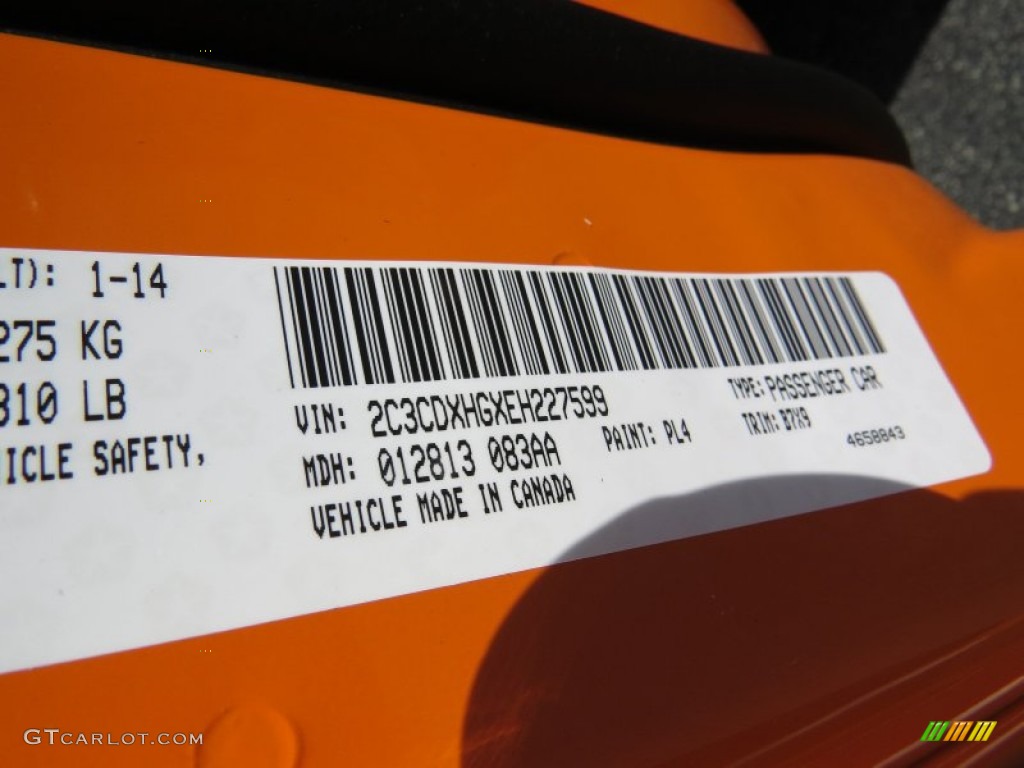 LT): 1-14
275 KG
810 LB
ICLE SAFETY,
VIN: 2C3CDXHGXEH227599
TYPE: PASSENGER CAR
MDH: 012813 083AA
PAINT: PL4
TRIM: B7X9
4658843
VEHICLE MADE IN CANADA
GTCARLOT.COM